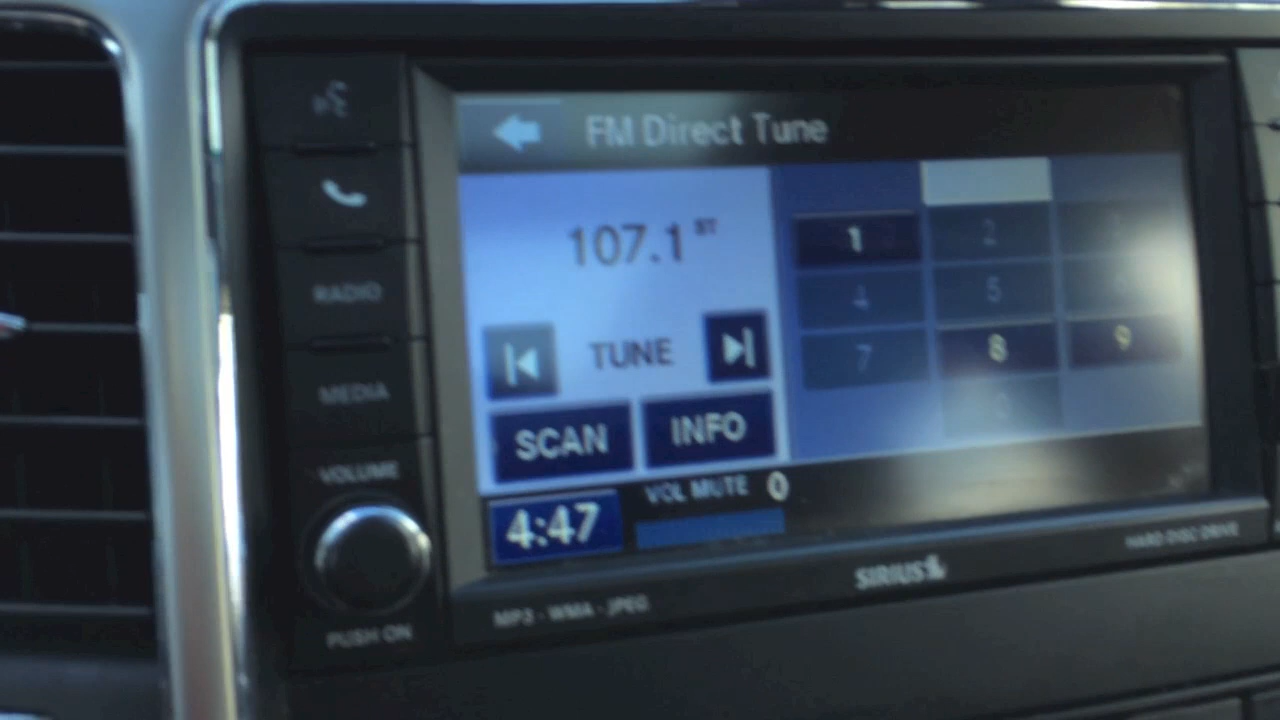 FM Direct Tune
107.1 ST
1 2
4 5
7 8 9
TUNE
SCAN INFO
4:47
VOL MUTE 0
RADIO
MEDIA
VOLUME
PUSH ON
MP3 - WMA - JPEG
SIRIUS
HARD DISC DRIVE